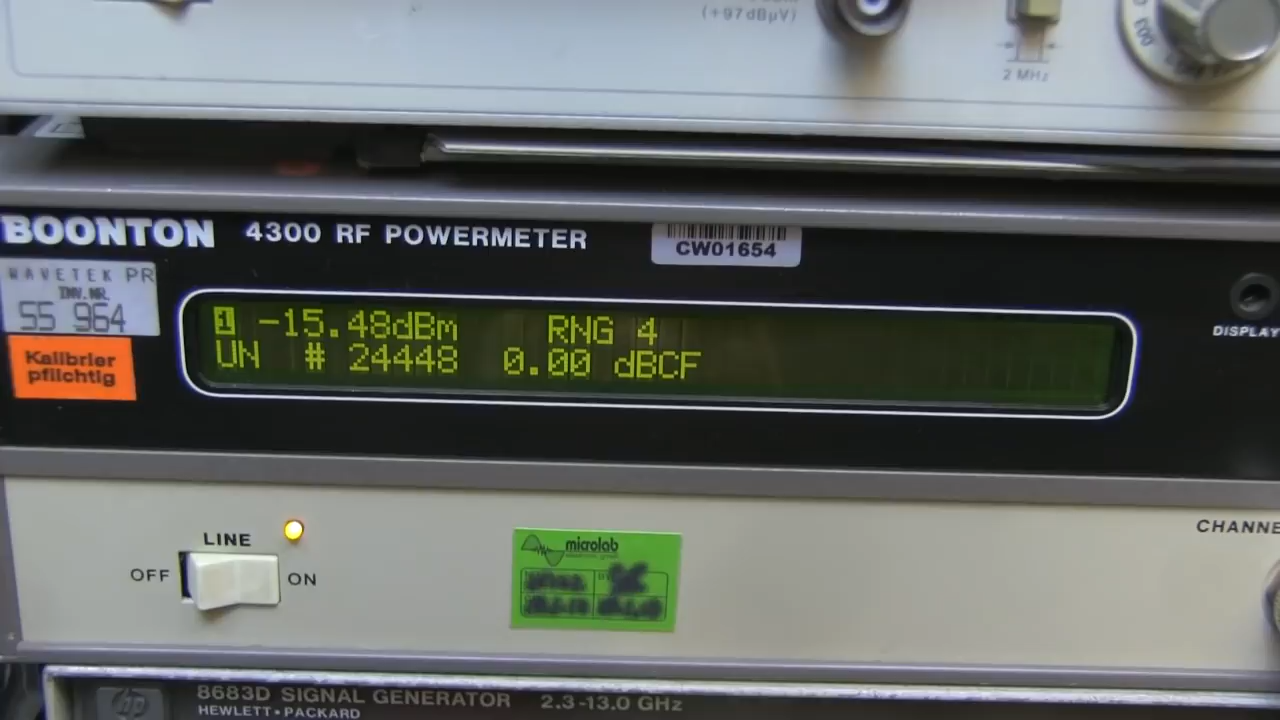 (+97dBµV)
2 MHz
BOONTON 4300 RF POWERMETER
CW01654
WAVETEK PR
INV.NR.
55 964
Kalibrier
pflichtig
1 -15.48dBm RNG 4
UN # 24448 0.00 dBCF
DISPLAY
LINE
OFF ON
microlab
CHANNE
hp
8683D SIGNAL GENERATOR 2.3-13.0 GHz
HEWLETT•PACKARD